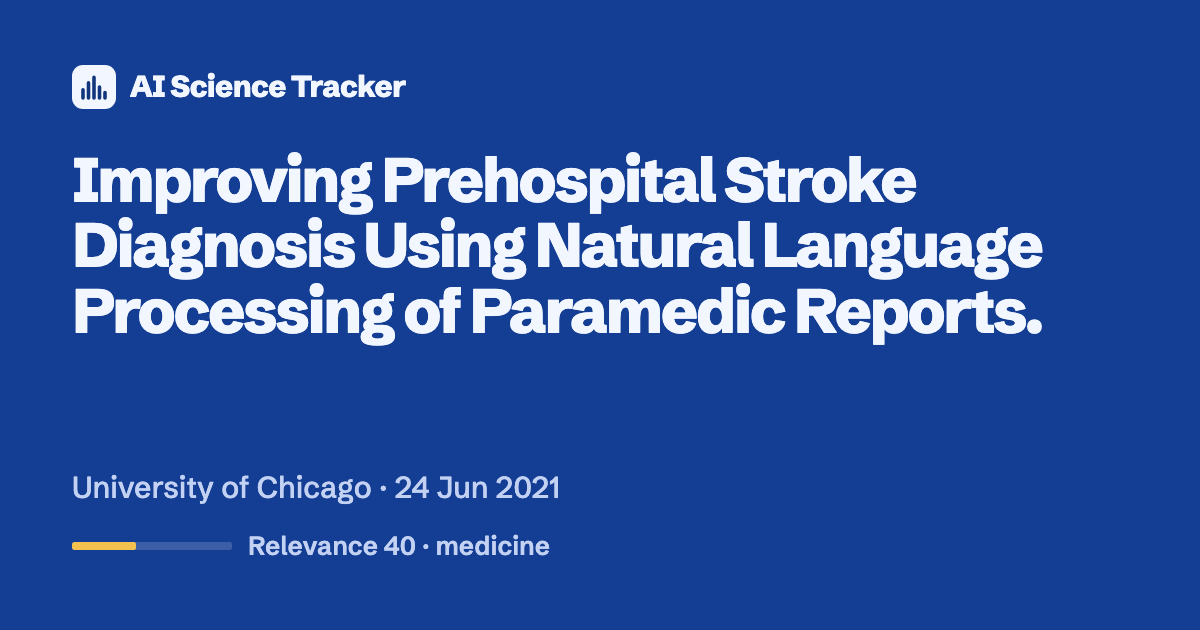 AI Science Tracker
Improving Prehospital Stroke
Diagnosis Using Natural Language
Processing of Paramedic Reports.
University of Chicago · 24 Jun 2021
Relevance 40 · medicine